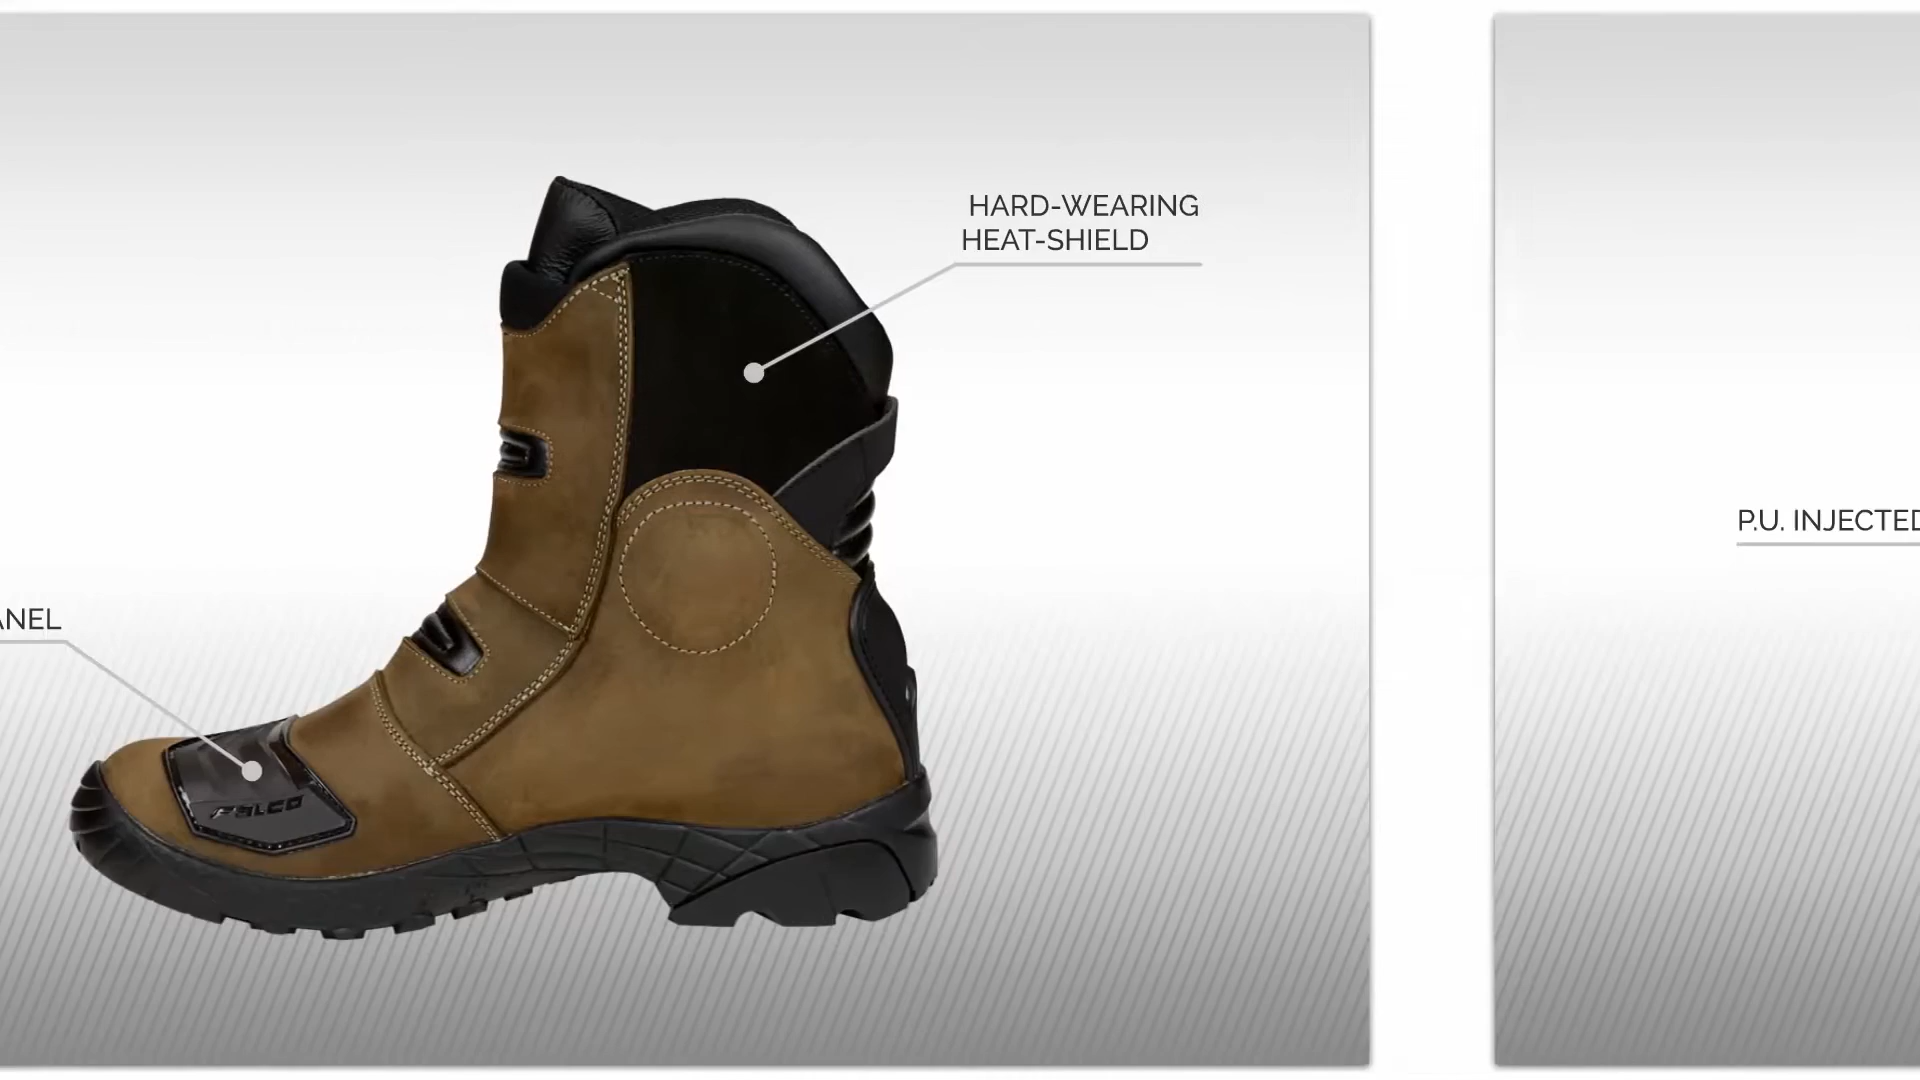 HARD-WEARING
HEAT-SHIELD
P.U. INJECTED
ANEL
FALCO